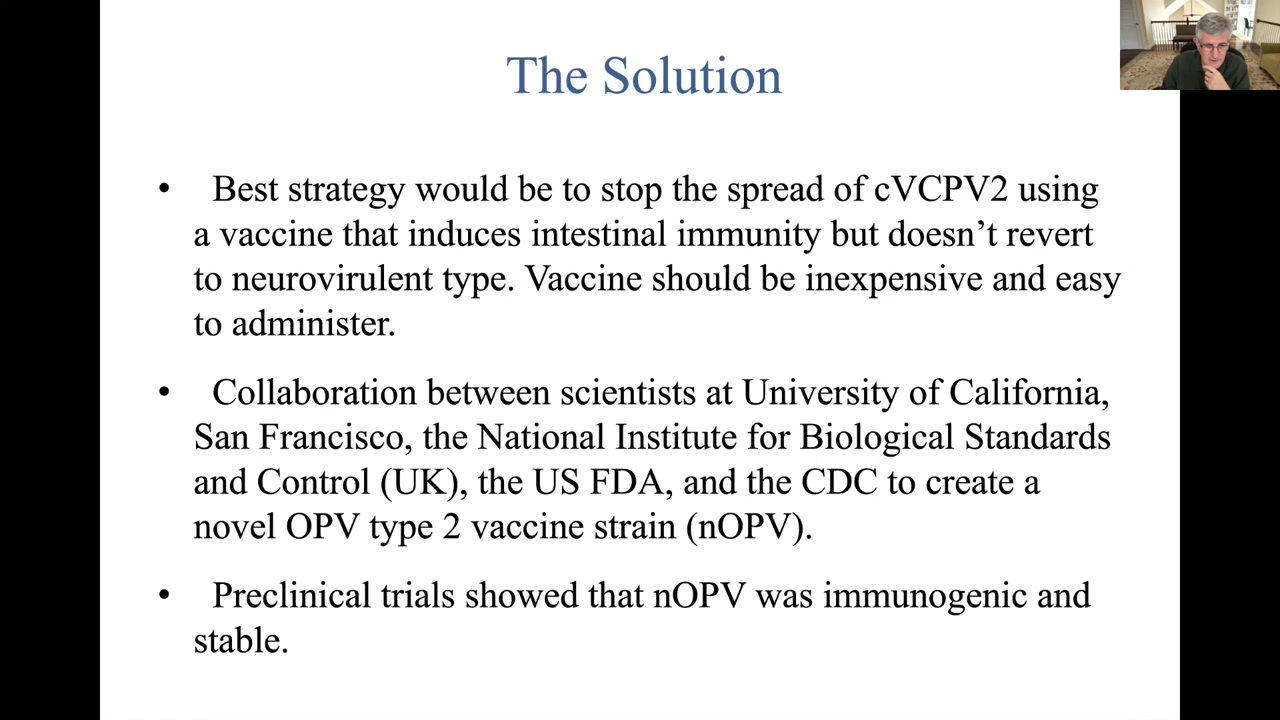 The Solution
• Best strategy would be to stop the spread of cVCPV2 using
a vaccine that induces intestinal immunity but doesn’t revert
to neurovirulent type. Vaccine should be inexpensive and easy
to administer.
• Collaboration between scientists at University of California,
San Francisco, the National Institute for Biological Standards
and Control (UK), the US FDA, and the CDC to create a
novel OPV type 2 vaccine strain (nOPV).
• Preclinical trials showed that nOPV was immunogenic and
stable.